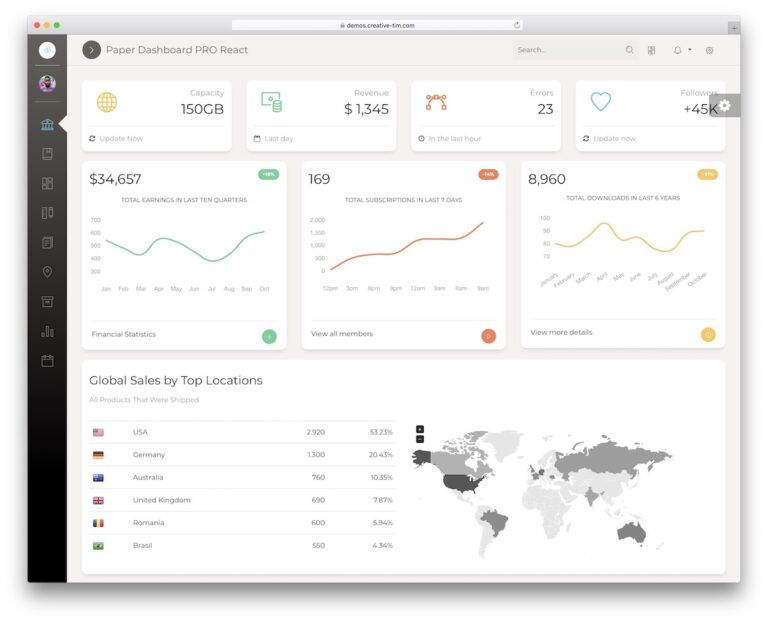 demos.creative-tim.com
Paper Dashboard PRO React
Search...
Capacity
150GB
Update Now
Revenue
$ 1,345
Last day
Errors
23
In the last hour
Followers
+45K
Update now
$34,657
+18%
TOTAL EARNINGS IN LAST TEN QUARTERS
700
600
500
400
300
Jan Feb Mar Apr May Jun Jul Aug Sep Oct
Financial Statistics
169
-14%
TOTAL SUBSCRIPTIONS IN LAST 7 DAYS
2,000
1,500
1,000
500
0
12pm 3pm 6pm 9pm 12am 3am 6am 9am
View all members
8,960
TOTAL DOWNLOADS IN LAST 6 YEARS
100
90
80
70
January February March April May June July August September October
View more details
Global Sales by Top Locations
All Products That Were Shipped
USA 2.920 53.23%
Germany 1.300 20.43%
Australia 760 10.35%
United Kingdom 690 7.87%
Romania 600 5.94%
Brasil 550 4.34%
+
−